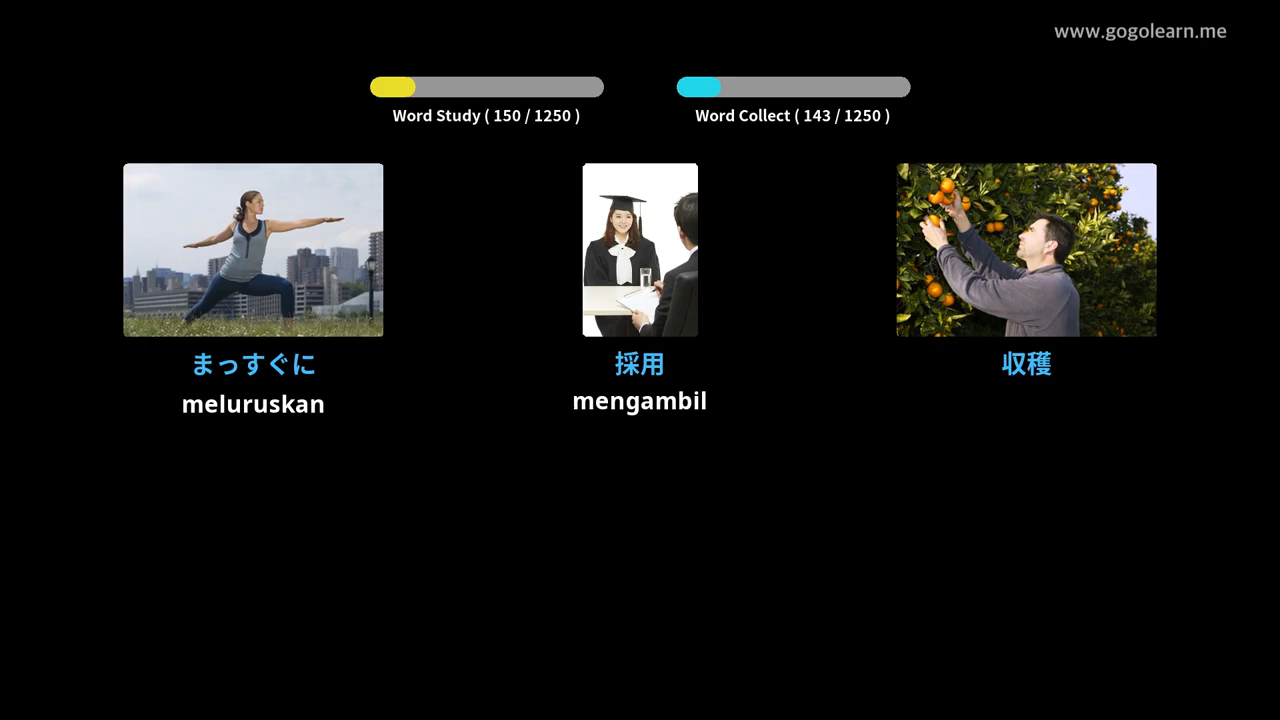 www.gogolearn.me
Word Study ( 150 / 1250 )
Word Collect ( 143 / 1250 )
まっすぐに
meluruskan
採用
mengambil
収穫